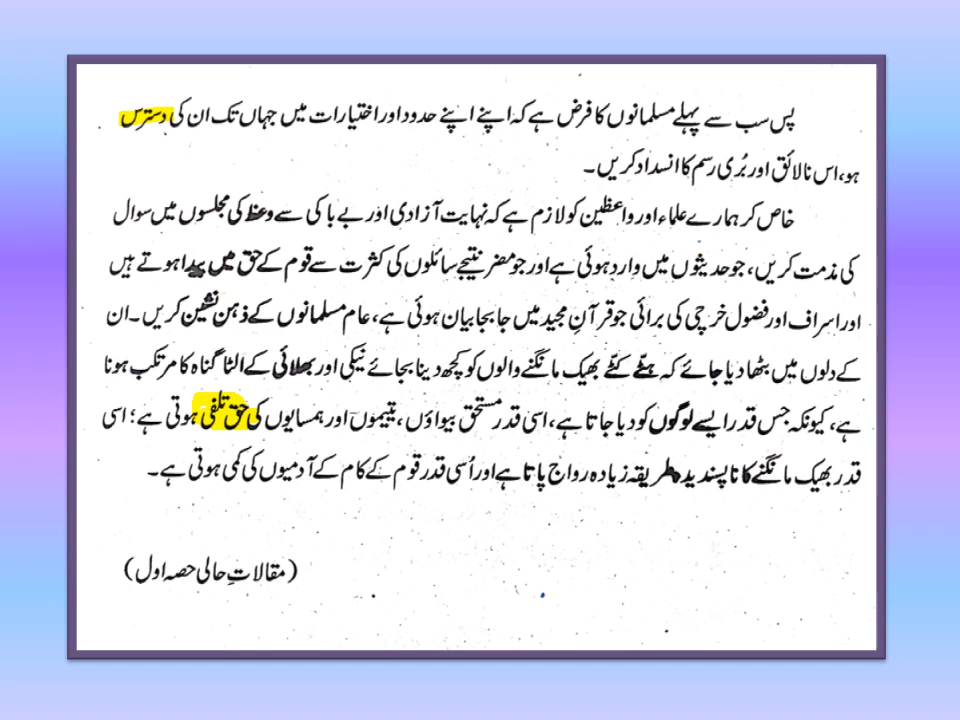 پس سب سے پہلے مسلمانوں کا فرض ہے کہ اپنے اپنے حدود اور اختیارات میں جہاں تک ان کی دسترس
ہو، اس نالائق اور بُری رسم کا انسداد کریں۔
خاص کر ہمارے علماء اور واعظین کو لازم ہے کہ نہایت آزادی اور بے باکی سے وعظ کی مجلسوں میں سوال
کی مذمت کریں، جو حدیثوں میں وارد ہوئی ہے اور جو مضر نتیجے سائلوں کی کثرت سے قوم کے حق میں پیدا ہوتے ہیں
اور اسراف اور فضول خرچی کی برائی جو قرآنِ مجید میں جا بجا بیان ہوئی ہے، عام مسلمانوں کے ذہن نشین کریں۔ ان
کے دلوں میں بٹھا دیا جائے کہ ہٹے کٹے بھیک مانگنے والوں کو کچھ دینا بجائے نیکی اور بھلائی کے الٹا گناہ کا مرتکب ہونا
ہے، کیونکہ جس قدر ایسے لوگوں کو دیا جاتا ہے، اسی قدر مستحق بیواؤں، یتیموں اور ہمسایوں کی حق تلفی ہوتی ہے؛ اسی
قدر بھیک مانگنے کا ناپسندیدہ طریقہ زیادہ رواج پاتا ہے اور اُسی قدر قوم کے کام کے آدمیوں کی کمی ہوتی ہے۔
(مقالاتِ حالی حصہ اول)